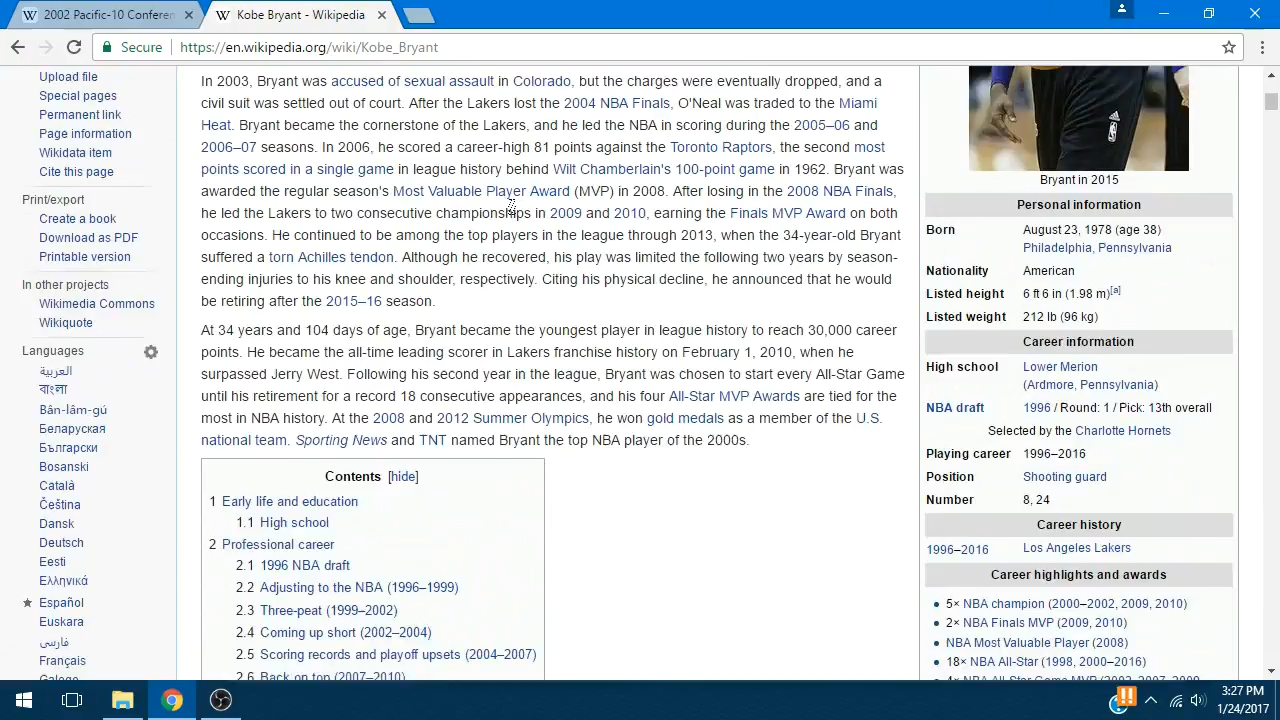 2002 Pacific-10 Conferen
Kobe Bryant - Wikipedia
Secure
https://en.wikipedia.org/wiki/Kobe_Bryant
Upload file
Special pages
Permanent link
Page information
Wikidata item
Cite this page
Print/export
Create a book
Download as PDF
Printable version
In other projects
Wikimedia Commons
Wikiquote
Languages
العربية
বাংলা
Bân-lâm-gú
Беларуская
Български
Bosanski
Català
Čeština
Dansk
Deutsch
Eesti
Ελληνικά
Español
Euskara
فارسی
Français
In 2003, Bryant was accused of sexual assault in Colorado, but the charges were eventually dropped, and a
civil suit was settled out of court. After the Lakers lost the 2004 NBA Finals, O'Neal was traded to the Miami
Heat. Bryant became the cornerstone of the Lakers, and he led the NBA in scoring during the 2005–06 and
2006–07 seasons. In 2006, he scored a career-high 81 points against the Toronto Raptors, the second most
points scored in a single game in league history behind Wilt Chamberlain's 100-point game in 1962. Bryant was
awarded the regular season's Most Valuable Player Award (MVP) in 2008. After losing in the 2008 NBA Finals,
he led the Lakers to two consecutive championships in 2009 and 2010, earning the Finals MVP Award on both
occasions. He continued to be among the top players in the league through 2013, when the 34-year-old Bryant
suffered a torn Achilles tendon. Although he recovered, his play was limited the following two years by season-
ending injuries to his knee and shoulder, respectively. Citing his physical decline, he announced that he would
be retiring after the 2015–16 season.
At 34 years and 104 days of age, Bryant became the youngest player in league history to reach 30,000 career
points. He became the all-time leading scorer in Lakers franchise history on February 1, 2010, when he
surpassed Jerry West. Following his second year in the league, Bryant was chosen to start every All-Star Game
until his retirement for a record 18 consecutive appearances, and his four All-Star MVP Awards are tied for the
most in NBA history. At the 2008 and 2012 Summer Olympics, he won gold medals as a member of the U.S.
national team. Sporting News and TNT named Bryant the top NBA player of the 2000s.
Contents [hide]
1 Early life and education
1.1 High school
2 Professional career
2.1 1996 NBA draft
2.2 Adjusting to the NBA (1996–1999)
2.3 Three-peat (1999–2002)
2.4 Coming up short (2002–2004)
2.5 Scoring records and playoff upsets (2004–2007)
2.6 Back on top (2007–2010)
Bryant in 2015
Personal information
Born August 23, 1978 (age 38)
Philadelphia, Pennsylvania
Nationality American
Listed height 6 ft 6 in (1.98 m)[a]
Listed weight 212 lb (96 kg)
Career information
High school Lower Merion
(Ardmore, Pennsylvania)
NBA draft 1996 / Round: 1 / Pick: 13th overall
Selected by the Charlotte Hornets
Playing career 1996–2016
Position Shooting guard
Number 8, 24
Career history
1996–2016 Los Angeles Lakers
Career highlights and awards
5× NBA champion (2000–2002, 2009, 2010)
2× NBA Finals MVP (2009, 2010)
NBA Most Valuable Player (2008)
18× NBA All-Star (1998, 2000–2016)
3:27 PM
1/24/2017